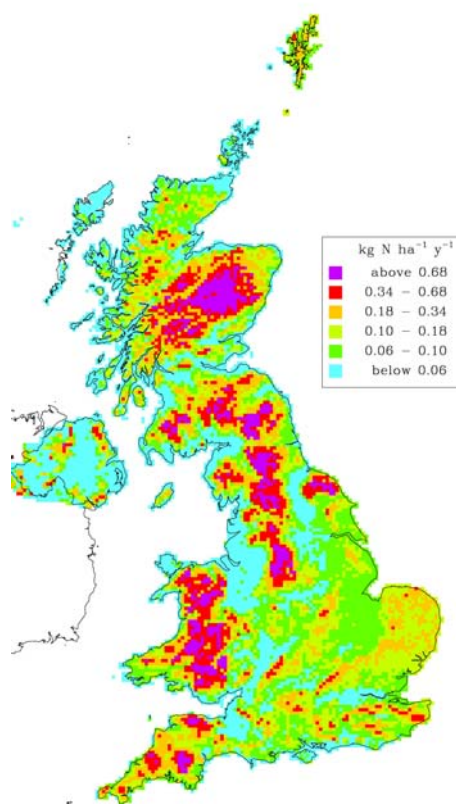 kg N ha⁻¹ y⁻¹
above 0.68
0.34 − 0.68
0.18 − 0.34
0.10 − 0.18
0.06 − 0.10
below 0.06